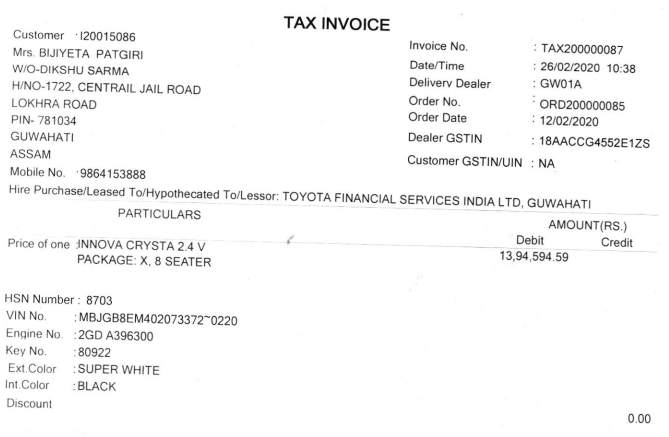 TAX INVOICE
Customer : I20015086
Mrs. BIJIYETA PATGIRI
W/O-DIKSHU SARMA
H/NO-1722, CENTRAIL JAIL ROAD
LOKHRA ROAD
PIN- 781034
GUWAHATI
ASSAM
Mobile No. :9864153888
Invoice No. : TAX200000087
Date/Time : 26/02/2020 10:38
Delivery Dealer : GW01A
Order No. : ORD200000085
Order Date : 12/02/2020
Dealer GSTIN : 18AACCG4552E1ZS
Customer GSTIN/UIN : NA
Hire Purchase/Leased To/Hypothecated To/Lessor: TOYOTA FINANCIAL SERVICES INDIA LTD, GUWAHATI
PARTICULARS AMOUNT(RS.)
Debit Credit
Price of one :INNOVA CRYSTA 2.4 V 13,94,594.59
PACKAGE: X, 8 SEATER
HSN Number : 8703
VIN No. :MBJGB8EM402073372~0220
Engine No. :2GD A396300
Key No. :80922
Ext.Color :SUPER WHITE
Int.Color :BLACK
Discount 0.00